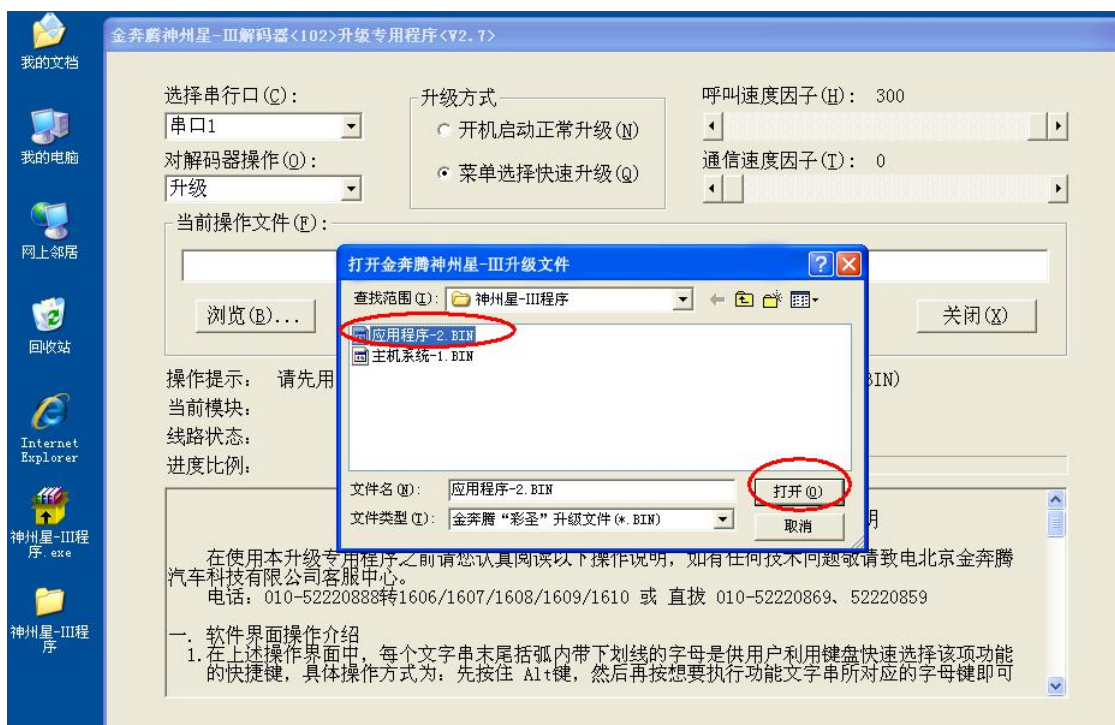 我的文档
我的电脑
网上邻居
回收站
Internet
Explorer
神州星-III程
序.exe
神州星-III程
序
金奔腾神州星-III解码器<102>升级专用程序<V2.7>
选择串行口(C):
串口1
对解码器操作(O):
升级
升级方式
开机启动正常升级(N)
菜单选择快速升级(Q)
呼叫速度因子(H): 300
通信速度因子(T): 0
当前操作文件(F):
浏览(B)...
关闭(X)
打开金奔腾神州星-III升级文件
查找范围(I):
神州星-III程序
应用程序-2.BIN
主机系统-1.BIN
文件名(N):
应用程序-2.BIN
打开(O)
文件类型(T):
金奔腾“彩圣”升级文件(*.BIN)
取消
操作提示: 请先用
BIN)
当前模块:
线路状态:
进度比例:
明
在使用本升级专用程序之前请您认真阅读以下操作说明,如有任何技术问题敬请致电北京金奔腾
汽车科技有限公司客服中心。
电话: 010-52220888转1606/1607/1608/1609/1610 或 直拨 010-52220869、52220859
一. 软件界面操作介绍
1.在上述操作界面中,每个文字串末尾括弧内带下划线的字母是供用户利用键盘快速选择该项功能
的快捷键,具体操作方式为: 先按住 Alt键,然后再按想要执行功能文字串所对应的字母键即可